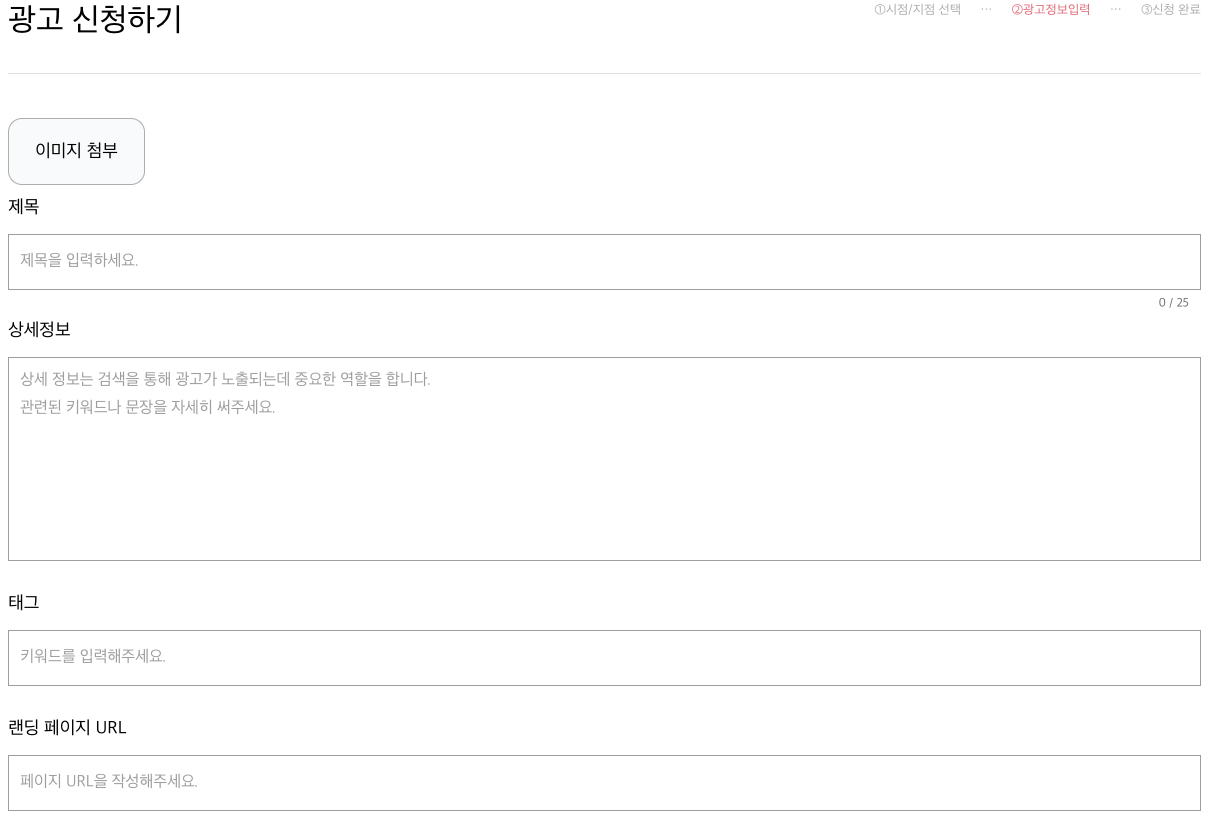 광고 신청하기
①시점/지점 선택 ··· ②광고정보입력 ··· ③신청 완료
이미지 첨부
제목
제목을 입력하세요.
0 / 25
상세정보
상세 정보는 검색을 통해 광고가 노출되는데 중요한 역할을 합니다.
관련된 키워드나 문장을 자세히 써주세요.
태그
키워드를 입력해주세요.
랜딩 페이지 URL
페이지 URL을 작성해주세요.